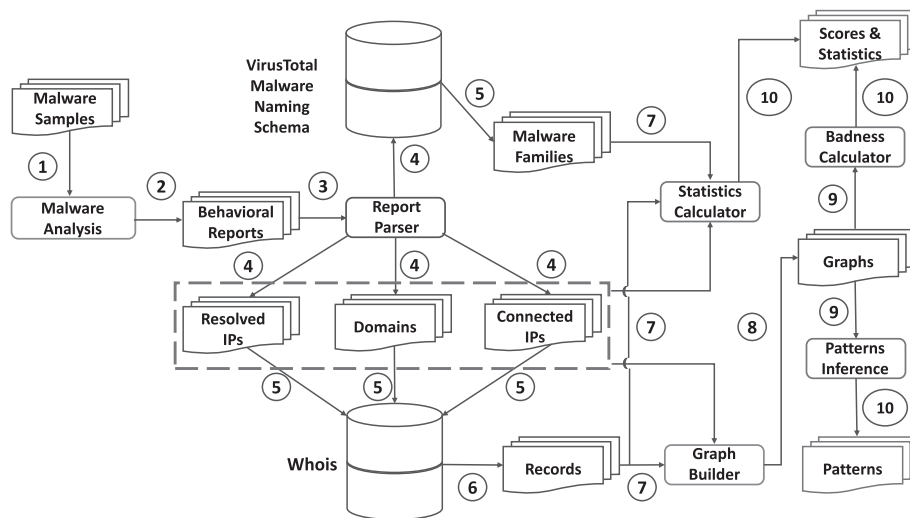 Malware
Samples
1
Malware
Analysis
2
Behavioral
Reports
3
Report
Parser
4
VirusTotal
Malware
Naming
Schema
5
Malware
Families
7
Statistics
Calculator
10
Scores &
Statistics
10
Badness
Calculator
9
Graphs
9
Patterns
Inference
10
Patterns
4
4
4
Resolved
IPs
Domains
Connected
IPs
7
8
5
5
5
Whois
6
Records
7
Graph
Builder